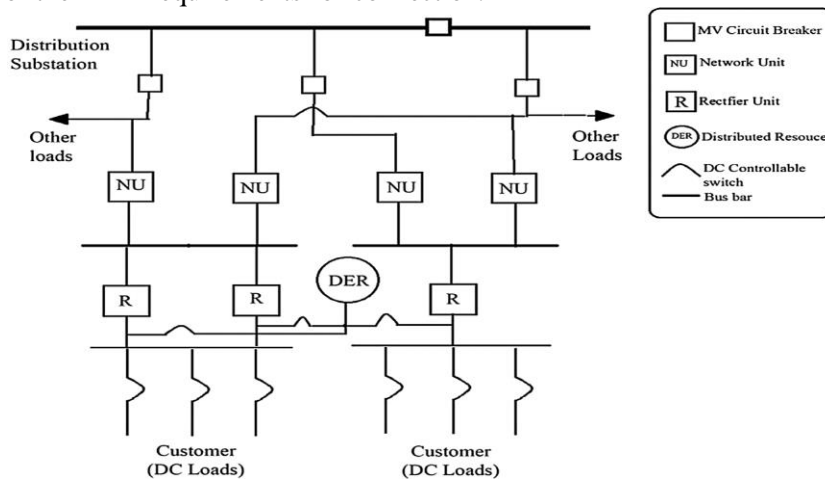 Distribution
Substation
Other
loads
Other
Loads
NU
NU
NU
NU
R
R
DER
R
Customer
(DC Loads)
Customer
(DC Loads)
MV Circuit Breaker
NU
Network Unit
R
Rectfier Unit
DER
Distributed Resouce
DC Controllable
switch
Bus bar